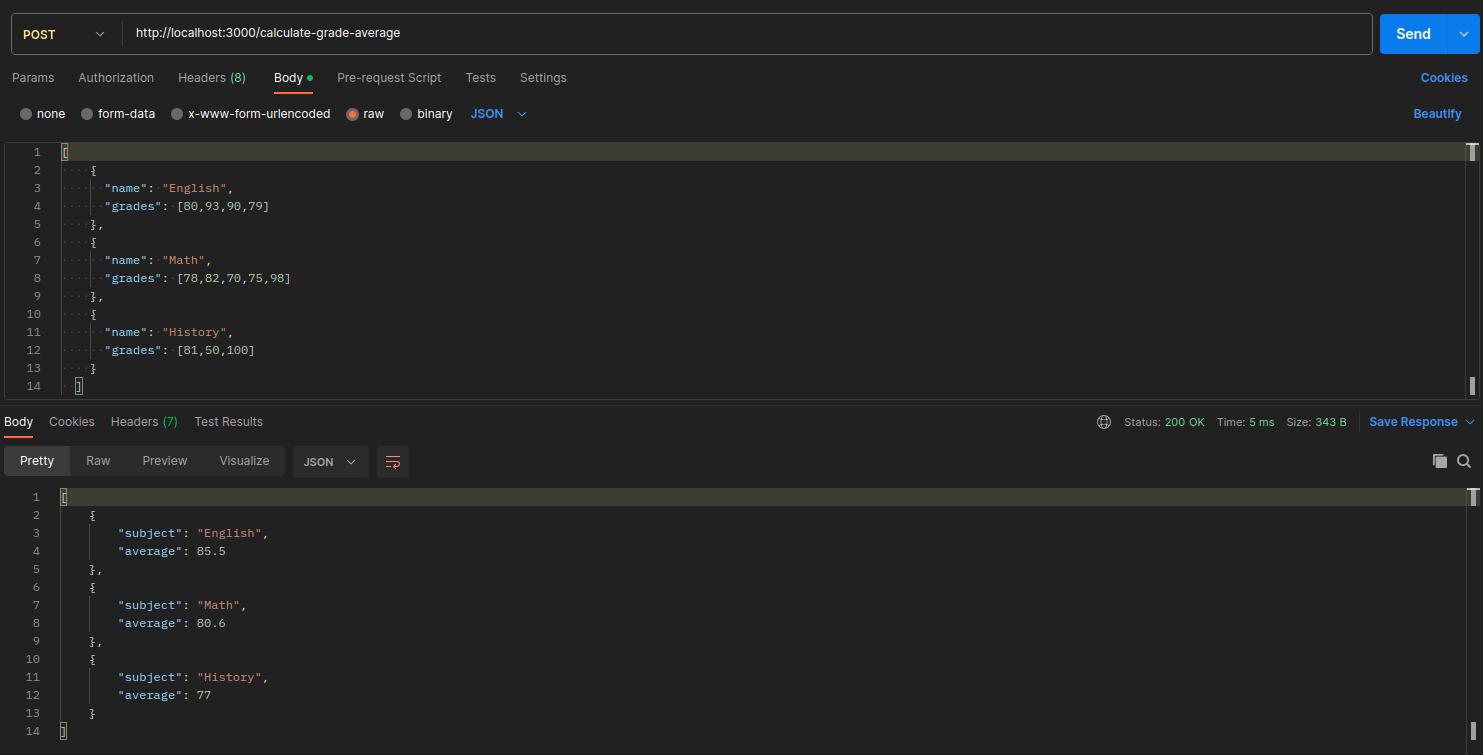 POST http://localhost:3000/calculate-grade-average Send
Params Authorization Headers (8) Body Pre-request Script Tests Settings Cookies
none form-data x-www-form-urlencoded raw binary JSON Beautify
1 [
2 {
3 "name": "English",
4 "grades": [80,93,90,79]
5 },
6 {
7 "name": "Math",
8 "grades": [78,82,70,75,98]
9 },
10 {
11 "name": "History",
12 "grades": [81,50,100]
13 }
14 ]
Body Cookies Headers (7) Test Results Status: 200 OK Time: 5 ms Size: 343 B Save Response
Pretty Raw Preview Visualize JSON
1 [
2 {
3 "subject": "English",
4 "average": 85.5
5 },
6 {
7 "subject": "Math",
8 "average": 80.6
9 },
10 {
11 "subject": "History",
12 "average": 77
13 }
14 ]